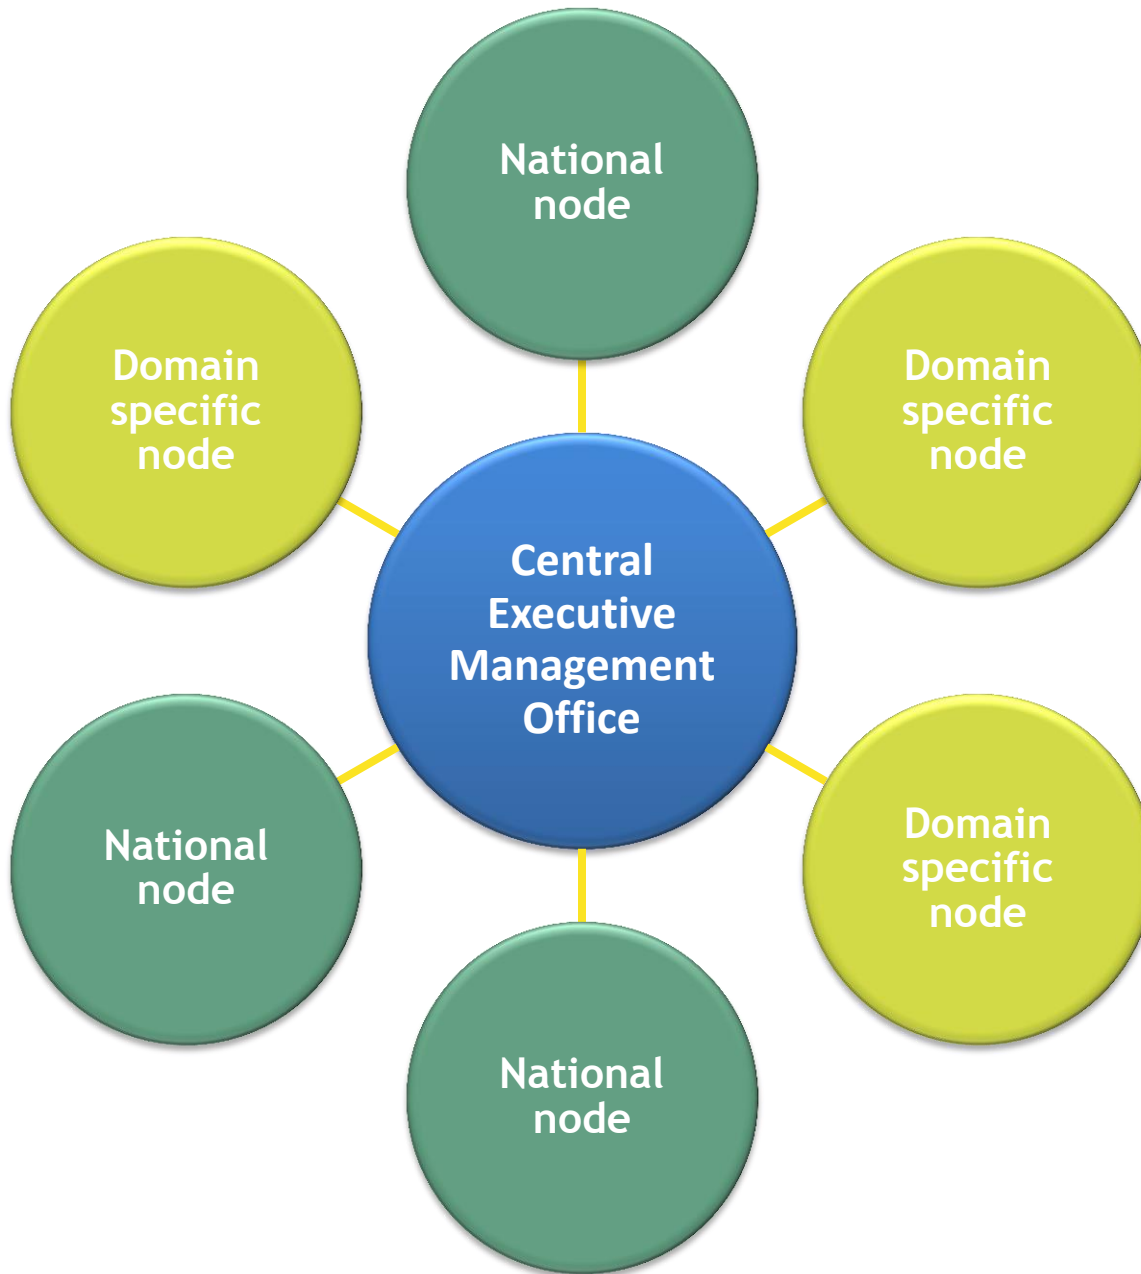 National
node
Domain
specific
node
Domain
specific
node
Central
Executive
Management
Office
National
node
Domain
specific
node
National
node